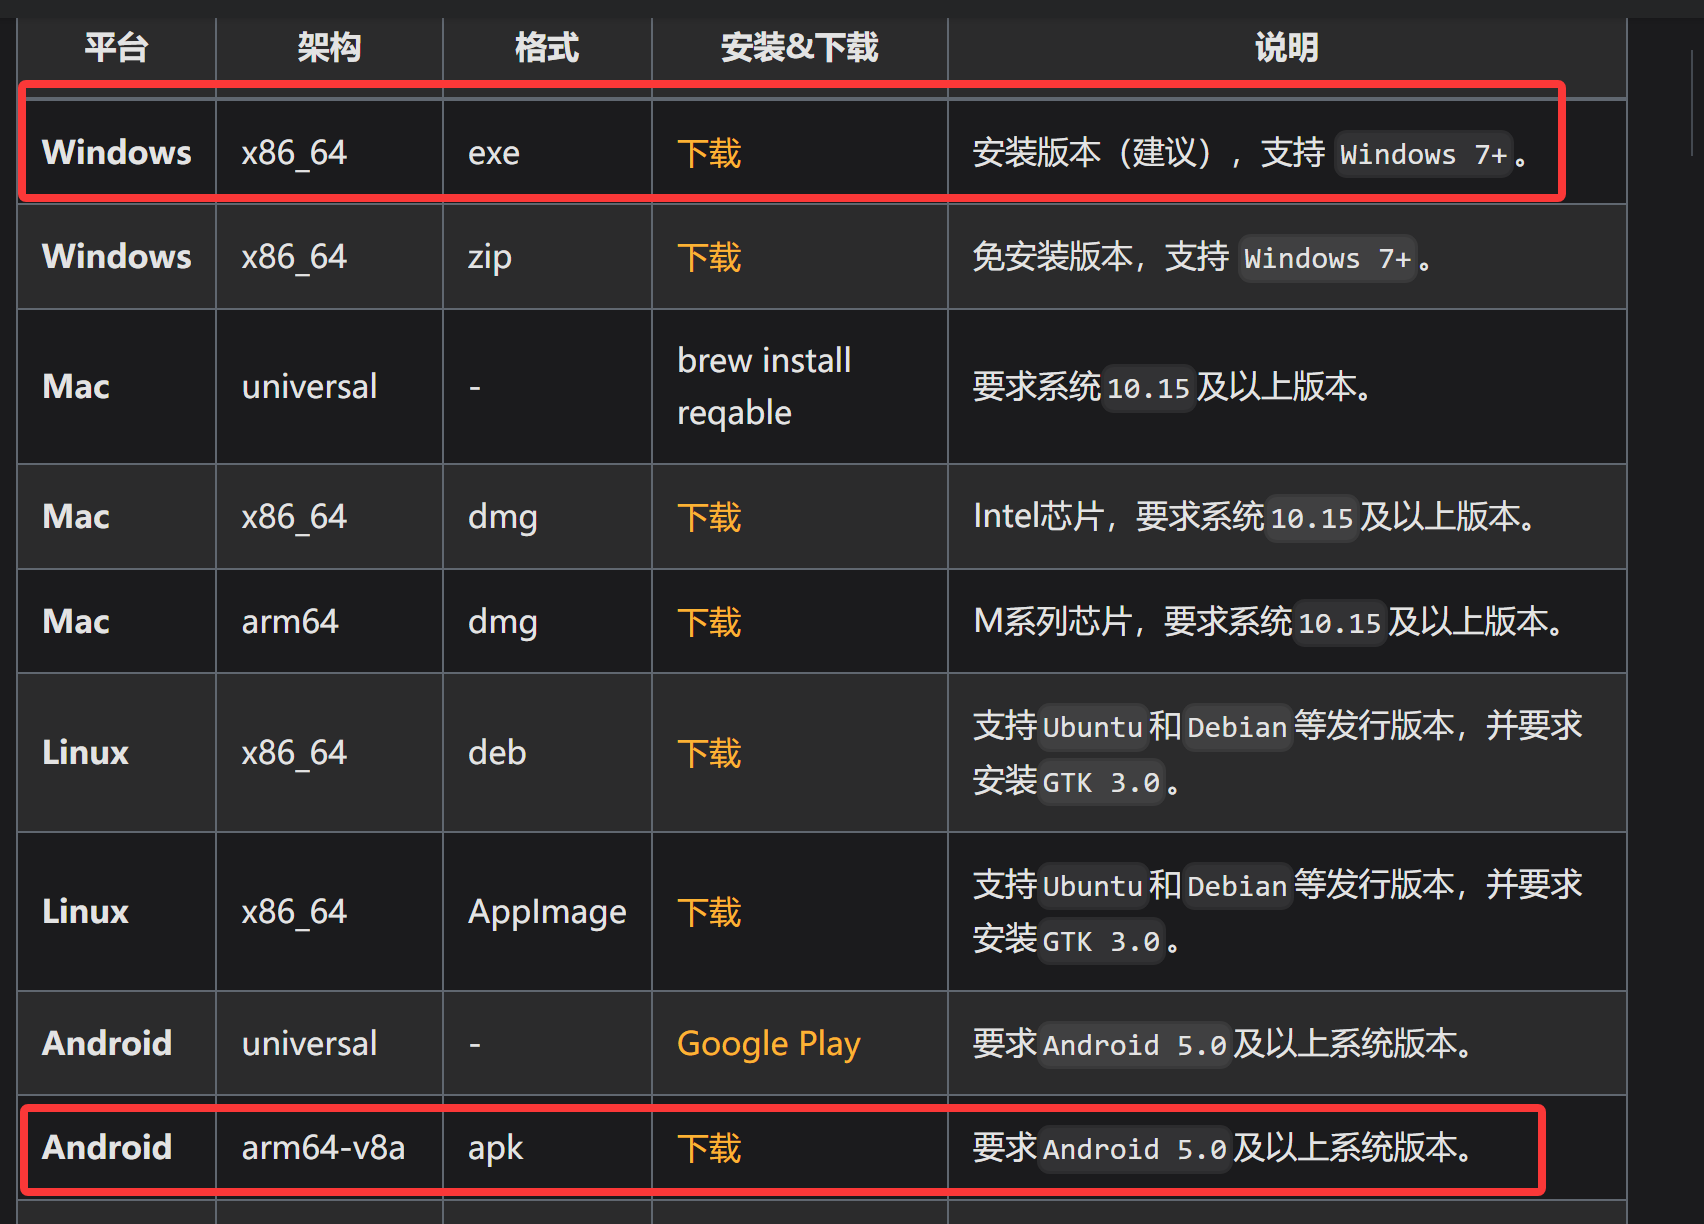 平台 架构 格式 安装&下载 说明
Windows x86_64 exe 下载 安装版本（建议），支持 Windows 7+。
Windows x86_64 zip 下载 免安装版本，支持 Windows 7+。
Mac universal - brew install reqable 要求系统10.15及以上版本。
Mac x86_64 dmg 下载 Intel芯片，要求系统10.15及以上版本。
Mac arm64 dmg 下载 M系列芯片，要求系统10.15及以上版本。
Linux x86_64 deb 下载 支持Ubuntu和Debian等发行版本，并要求
安装GTK 3.0。
Linux x86_64 AppImage 下载 支持Ubuntu和Debian等发行版本，并要求
安装GTK 3.0。
Android universal - Google Play 要求Android 5.0及以上系统版本。
Android arm64-v8a apk 下载 要求Android 5.0及以上系统版本。